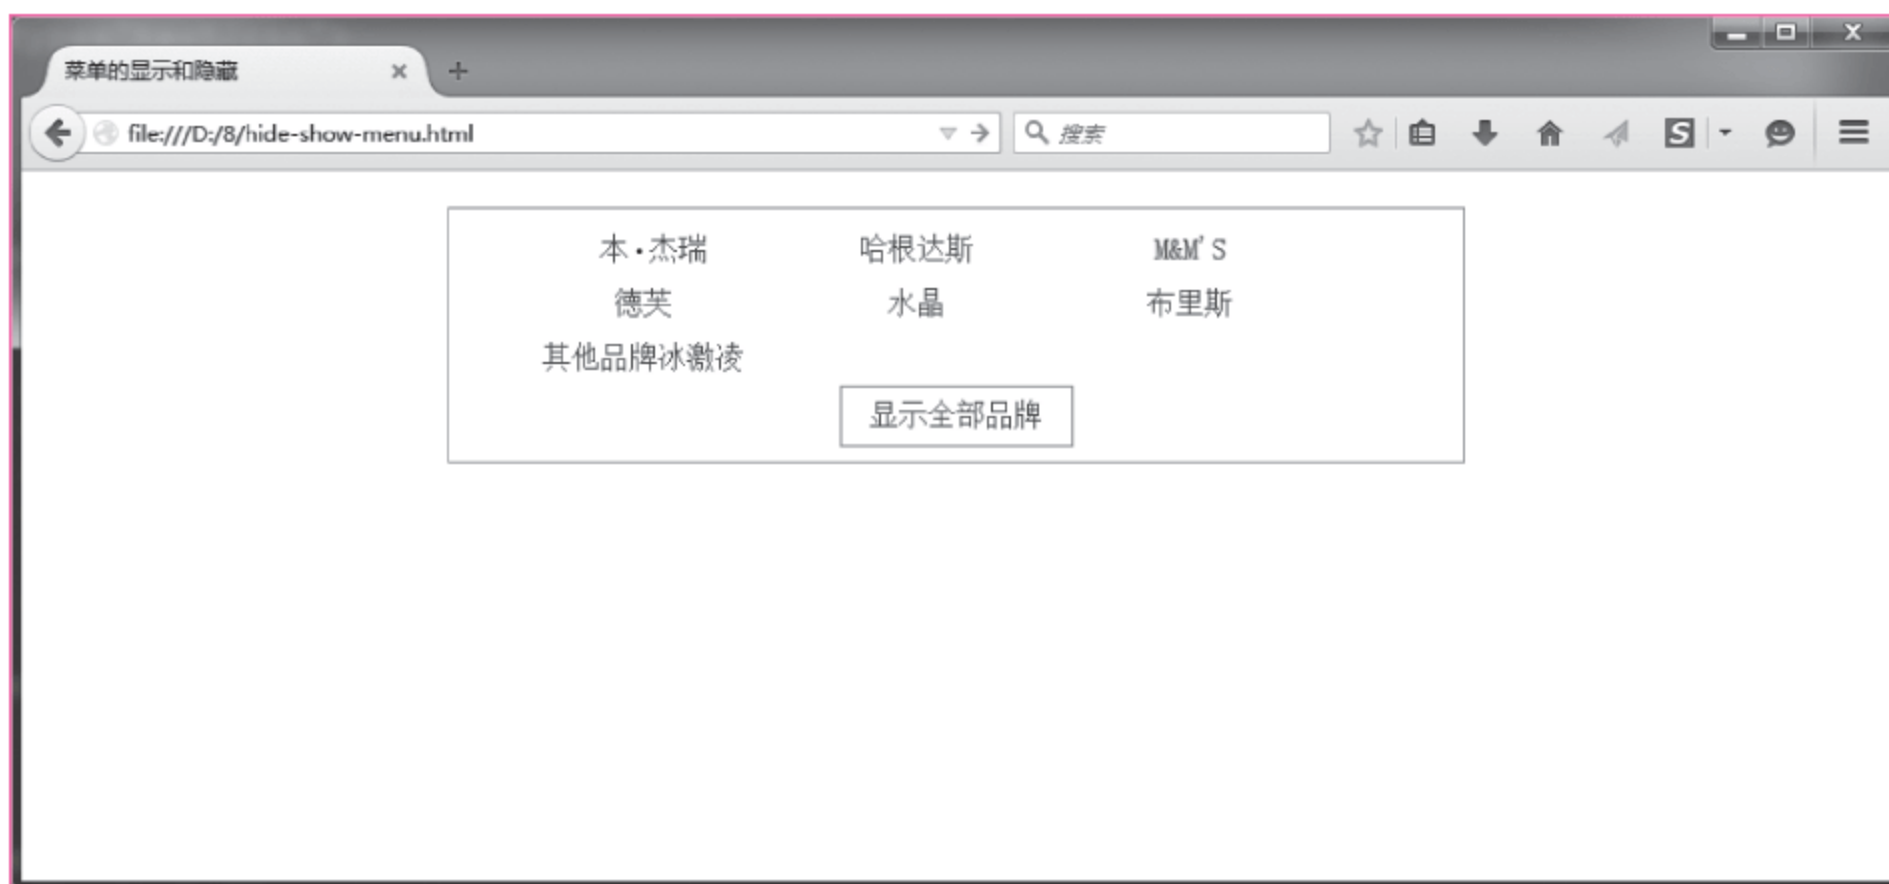 菜单的显示和隐藏
file:///D:/8/hide-show-menu.html 搜索
本·杰瑞 哈根达斯 M&M'S
德芙 水晶 布里斯
其他品牌冰激凌
显示全部品牌